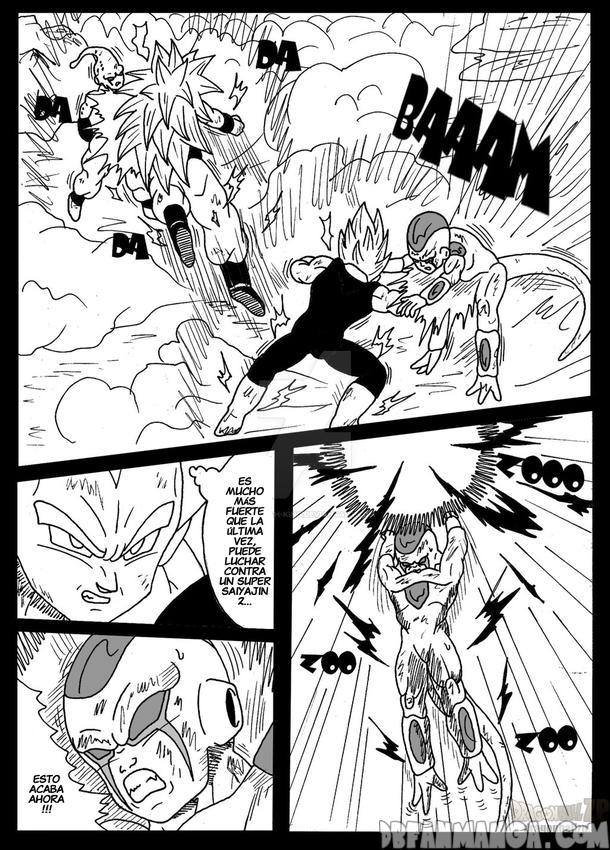 DA
DA
DA
DA
BAAAM
ES
MUCHO
MÁS
FUERTE
QUE LA
ÚLTIMA
VEZ,
PUEDE
LUCHAR
CONTRA
UN SUPER
SAIYAJIN
2...
ZOOO
ZOO
ZOO
ESTO
ACABA
AHORA
!!!
DBFANMANGA.COM